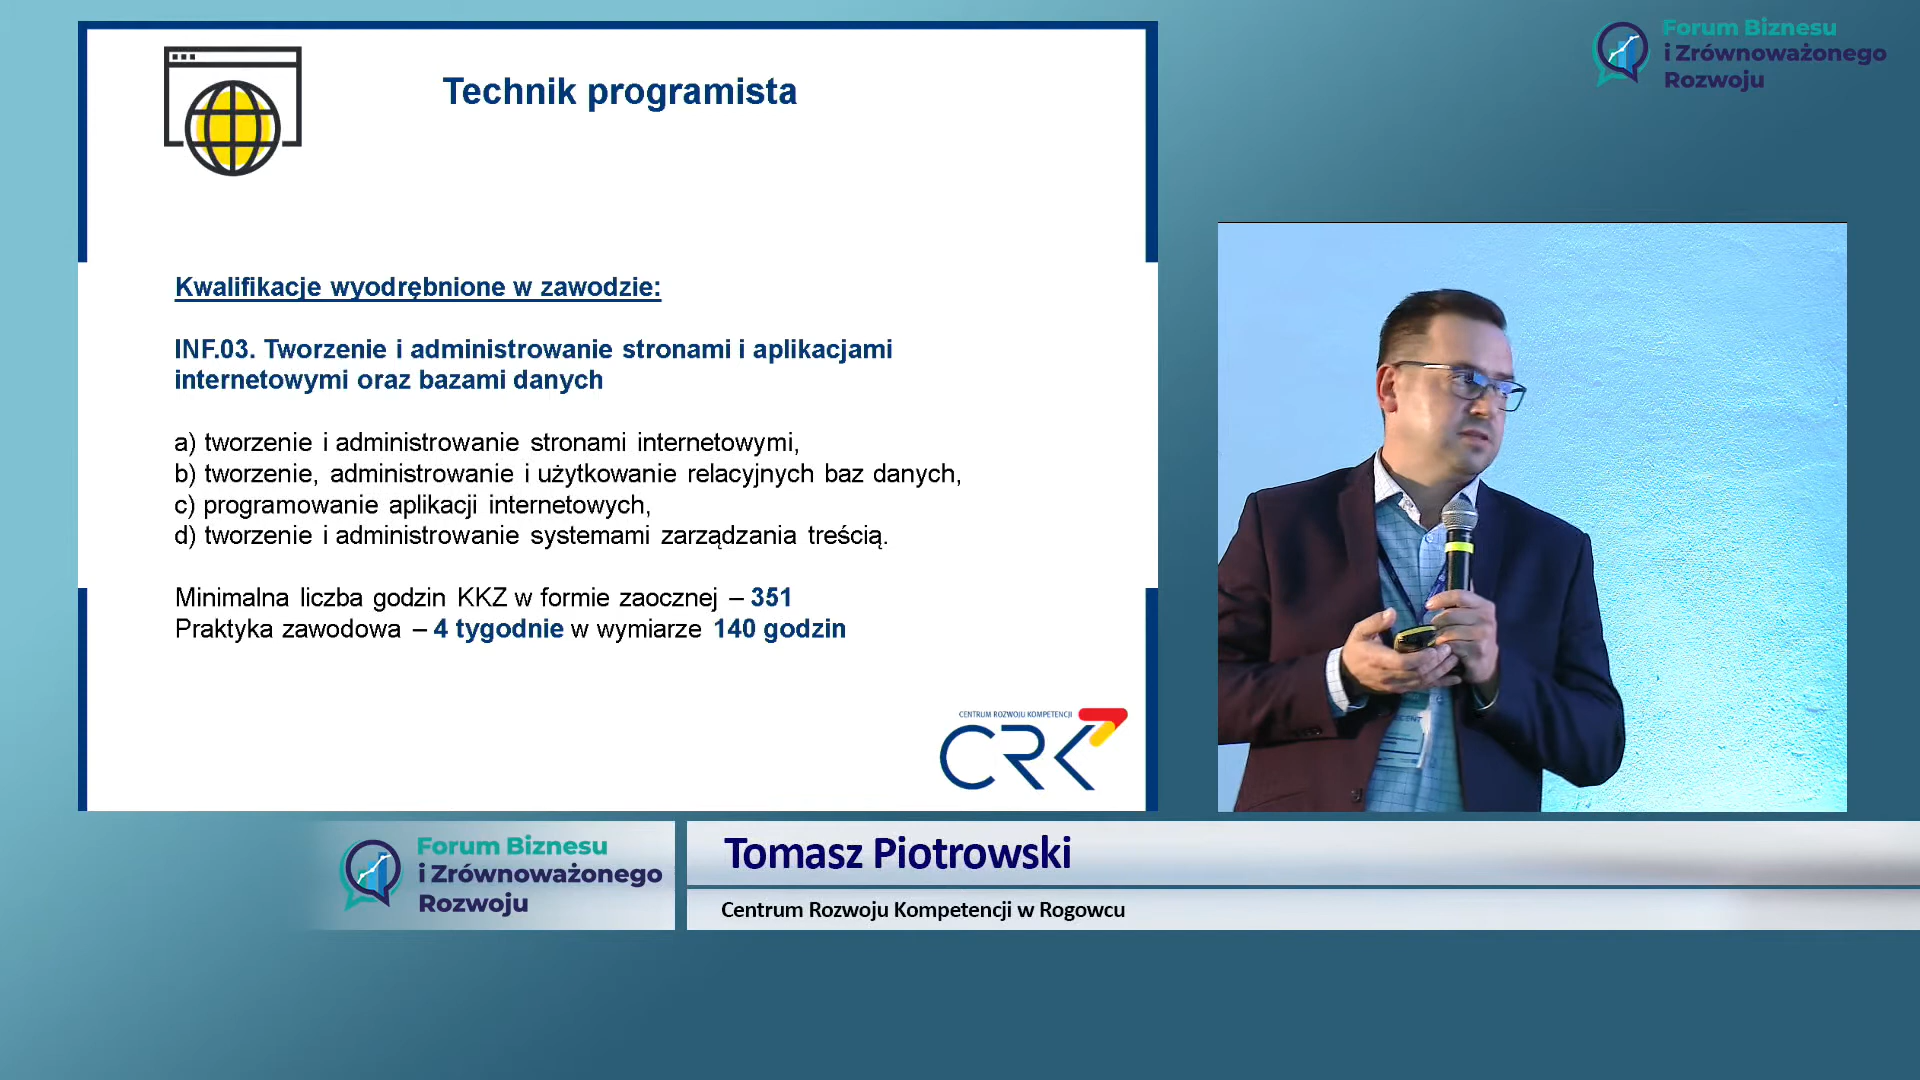 Forum Biznesu
i Zrównoważonego
Rozwoju
Technik programista
Kwalifikacje wyodrębnione w zawodzie:
INF.03. Tworzenie i administrowanie stronami i aplikacjami
internetowymi oraz bazami danych
a) tworzenie i administrowanie stronami internetowymi,
b) tworzenie, administrowanie i użytkowanie relacyjnych baz danych,
c) programowanie aplikacji internetowych,
d) tworzenie i administrowanie systemami zarządzania treścią.
Minimalna liczba godzin KKZ w formie zaocznej – 351
Praktyka zawodowa – 4 tygodnie w wymiarze 140 godzin
CENTRUM ROZWOJU KOMPETENCJI
CRK
Forum Biznesu
i Zrównoważonego
Rozwoju
Tomasz Piotrowski
Centrum Rozwoju Kompetencji w Rogowcu